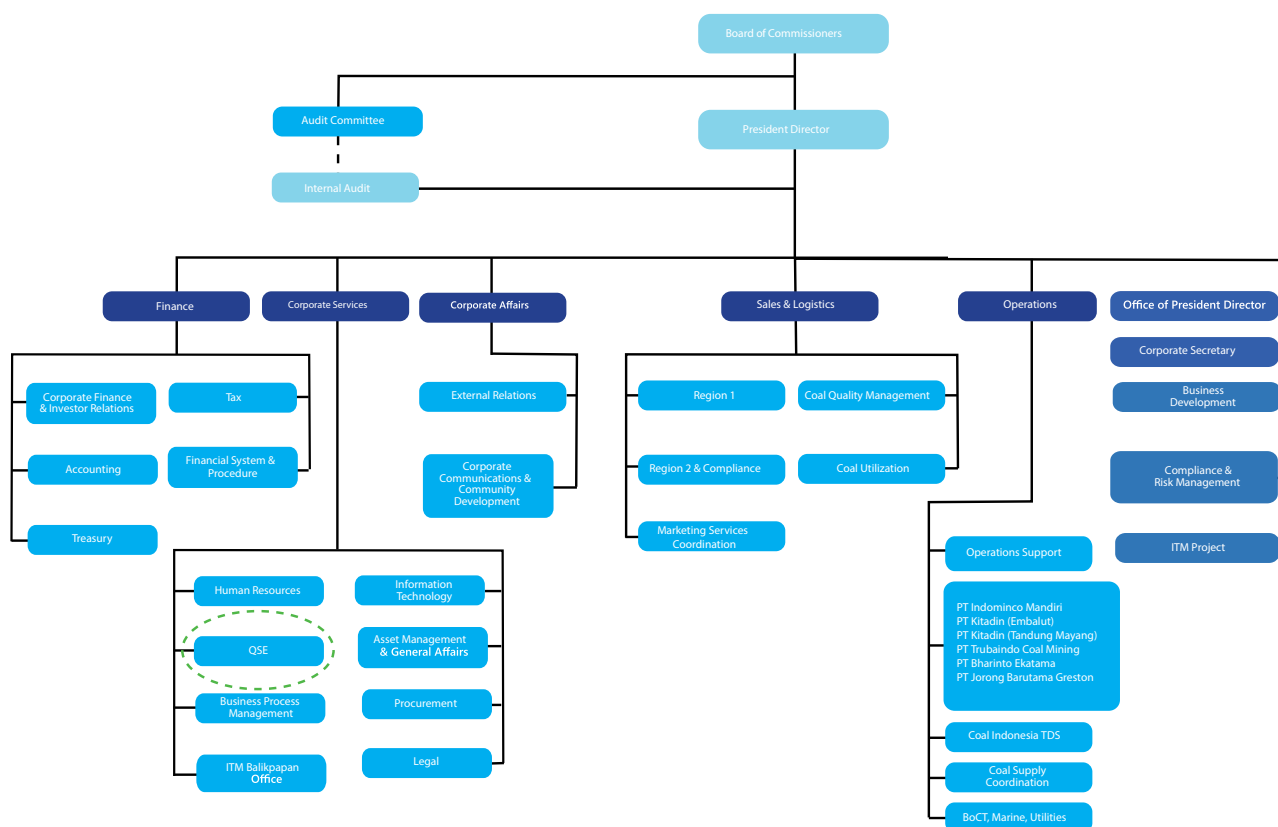 Board of Commissioners
Audit Committee
President Director
Internal Audit
Finance
Corporate Services
Corporate Affairs
Sales & Logistics
Operations
Office of President Director
Corporate Secretary
Business
Development
Compliance &
Risk Management
ITM Project
Corporate Finance
& Investor Relations
Tax
Accounting
Financial System &
Procedure
Treasury
Human Resources
Information
Technology
QSE
Asset Management
& General Affairs
Business Process
Management
Procurement
ITM Balikpapan
Office
Legal
External Relations
Corporate
Communications &
Community
Development
Region 1
Coal Quality Management
Region 2 & Compliance
Coal Utilization
Marketing Services
Coordination
Operations Support
PT Indominco Mandiri
PT Kitadin (Embalut)
PT Kitadin (Tandung Mayang)
PT Trubaindo Coal Mining
PT Bharinto Ekatama
PT Jorong Barutama Greston
Coal Indonesia TDS
Coal Supply
Coordination
BoCT, Marine, Utilities